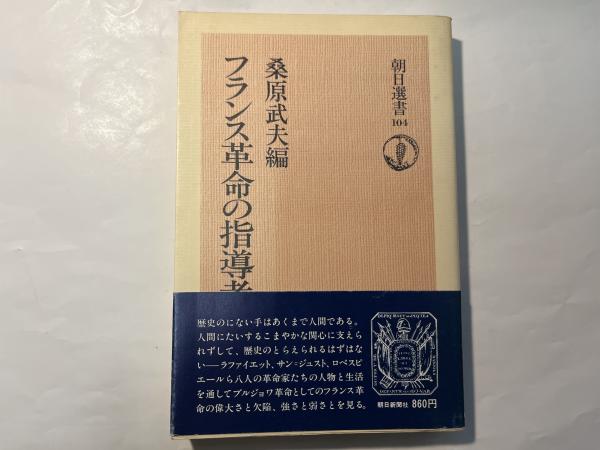 朝日選書
104
桑原武夫編
フランス革命の指導者
歴史のにない手はあくまで人間である。
人間にたいするこまやかな関心に支えら
れずして、歴史のとらえられるはずはな
い——ラファイエット、サン=ジュスト、ロベスピ
エールら八人の革命家たちの人物と生活
を通してブルジョワ革命としてのフランス革
命の偉大さと欠陥、強さと弱さとを見る。
朝日新聞社 860円